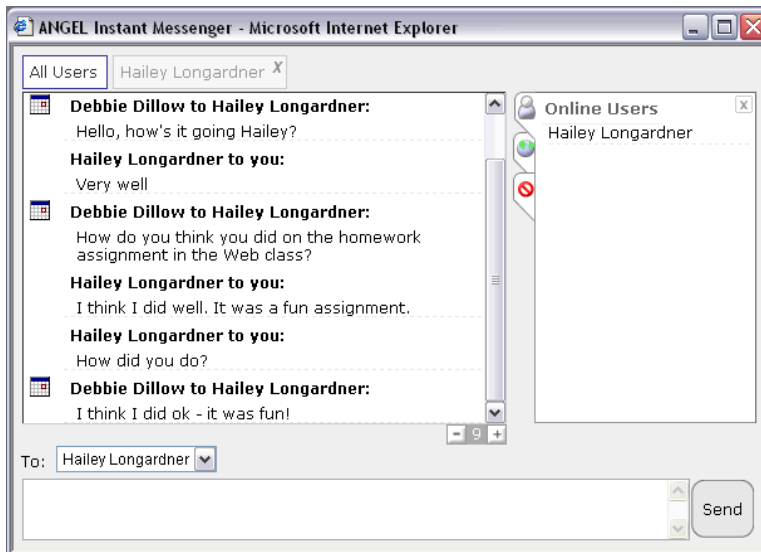 ANGEL Instant Messenger - Microsoft Internet Explorer
All Users
Hailey Longardner X
Debbie Dillow to Hailey Longardner:
Hello, how's it going Hailey?
Hailey Longardner to you:
Very well
Debbie Dillow to Hailey Longardner:
How do you think you did on the homework
assignment in the Web class?
Hailey Longardner to you:
I think I did well. It was a fun assignment.
Hailey Longardner to you:
How did you do?
Debbie Dillow to Hailey Longardner:
I think I did ok - it was fun!
Online Users X
Hailey Longardner
- 9 +
To: Hailey Longardner
Send